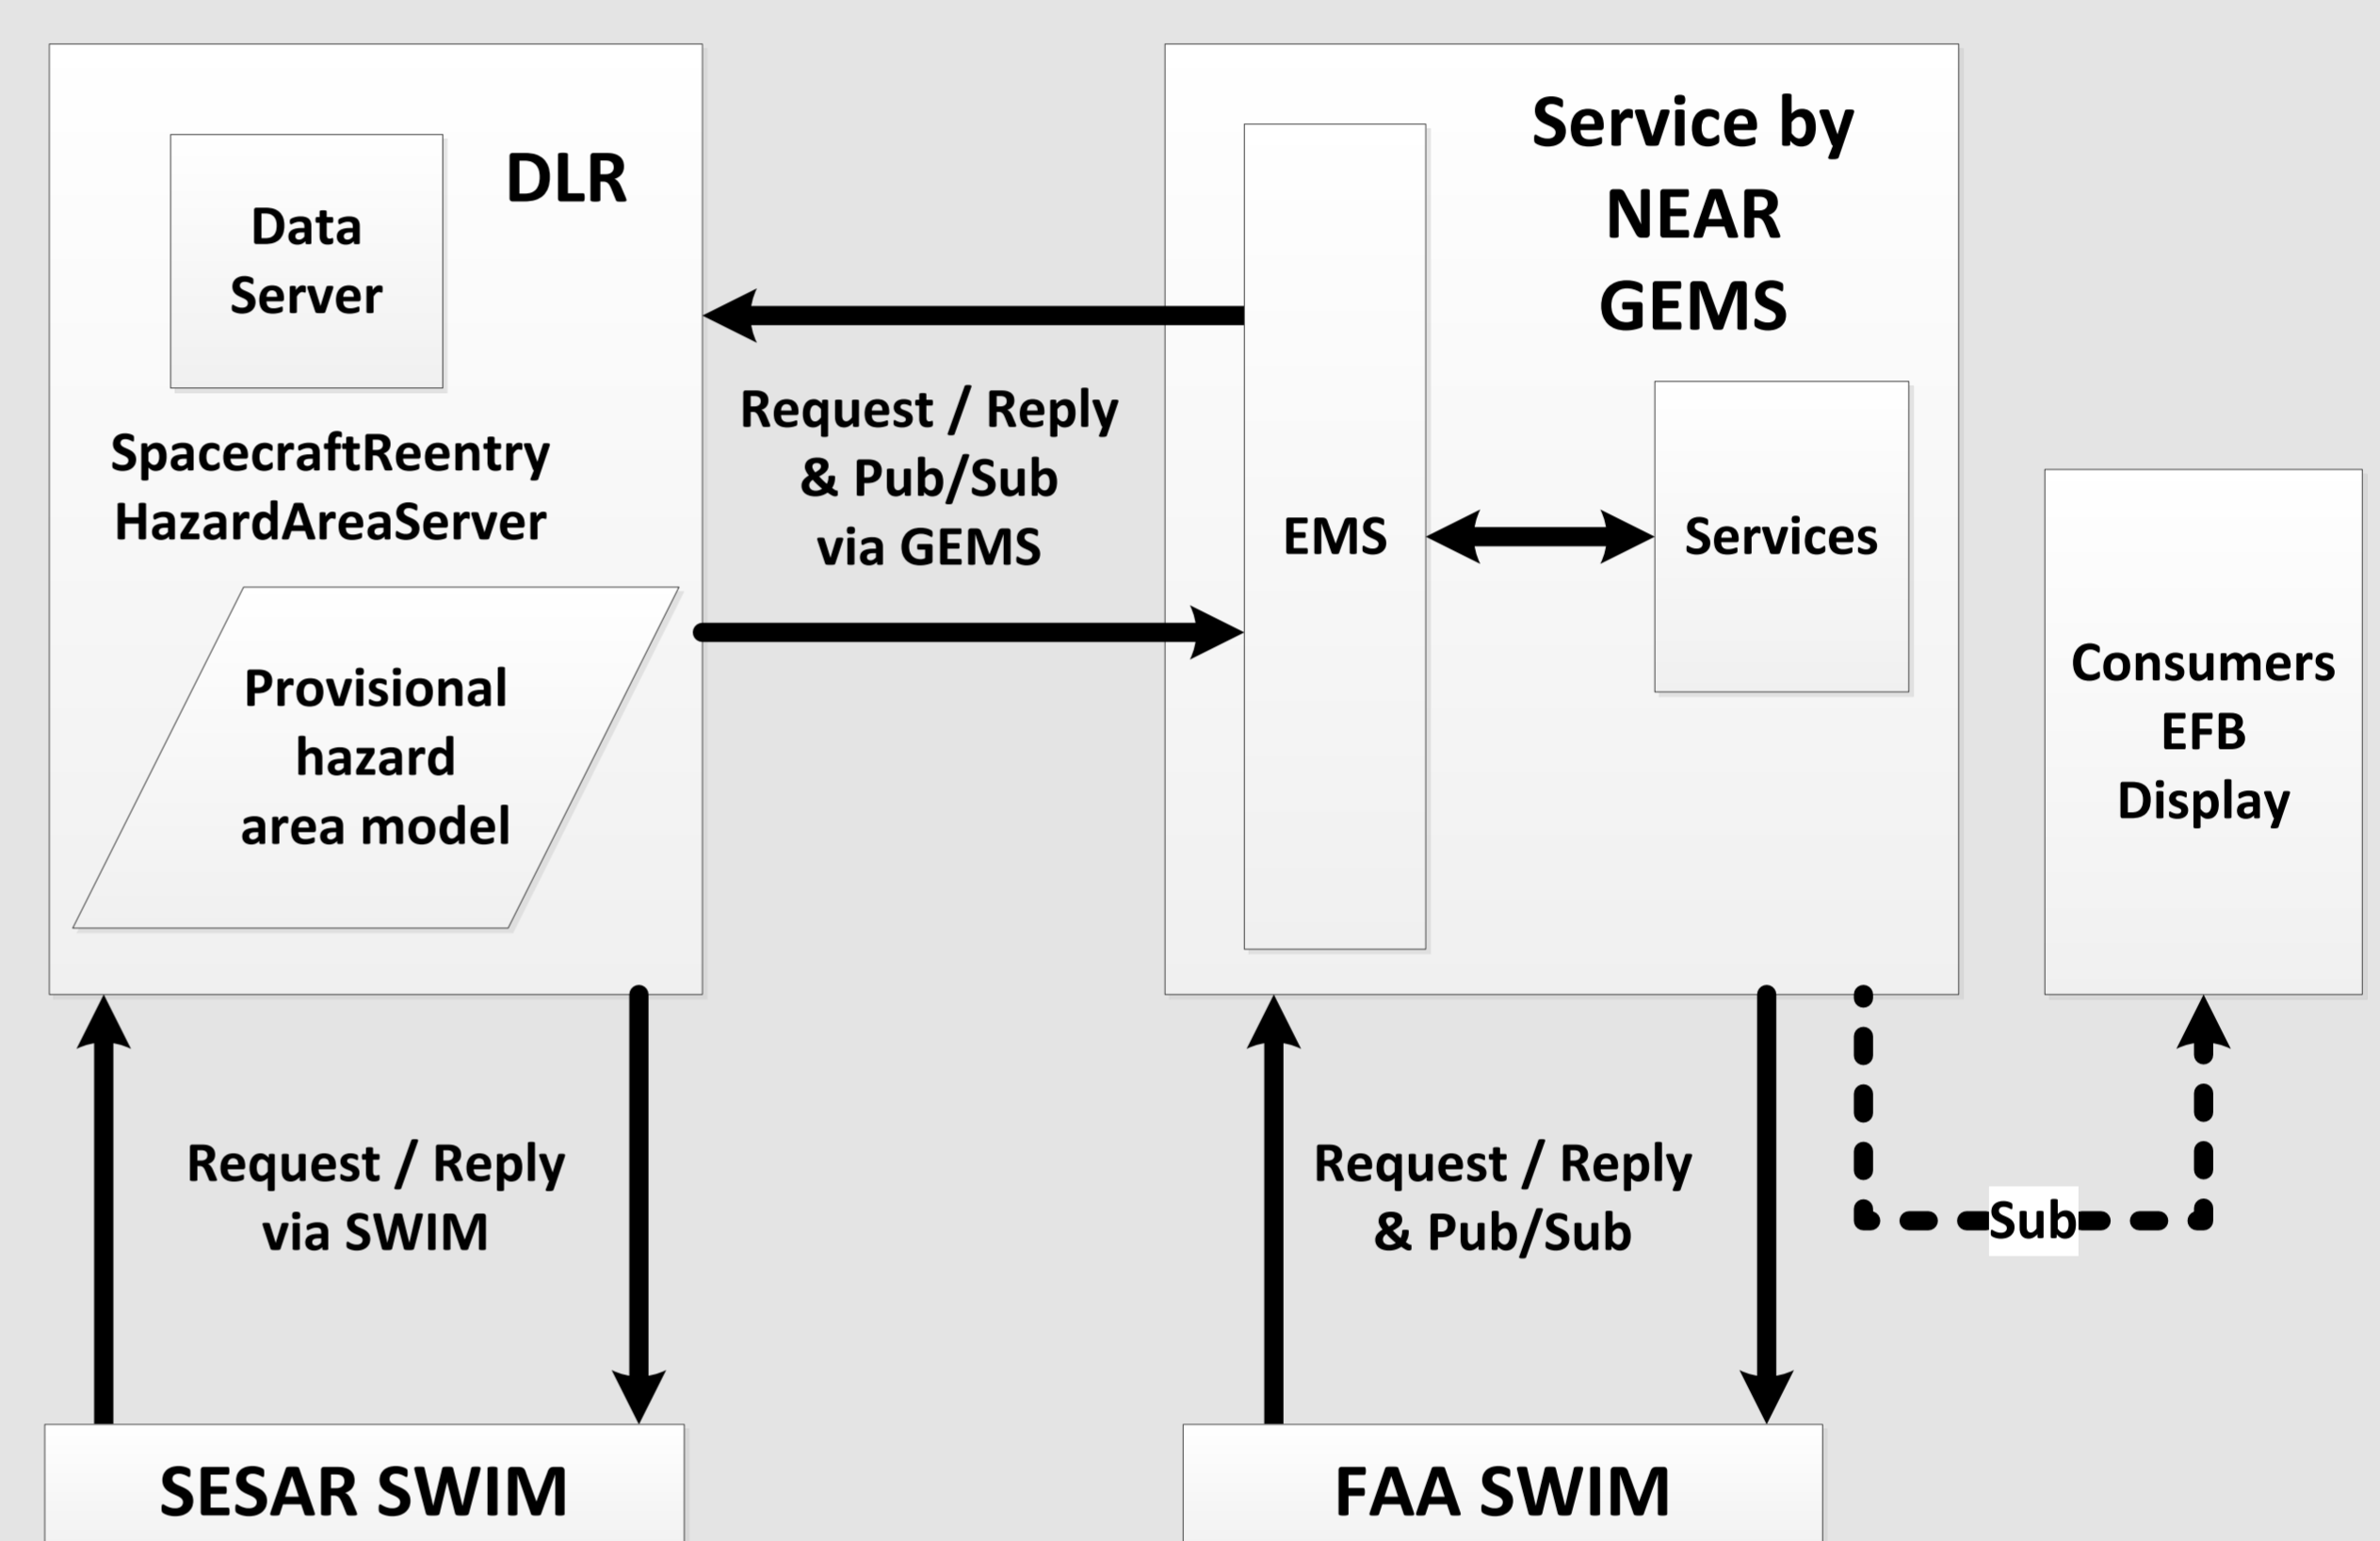 DLR
Data
Server
SpacecraftReentry
HazardAreaServer
Provisional
hazard
area model
Request / Reply
& Pub/Sub
via GEMS
Service by
NEAR
GEMS
EMS
Services
Consumers
EFB
Display
Request / Reply
via SWIM
Request / Reply
& Pub/Sub
Sub
SESAR SWIM
FAA SWIM